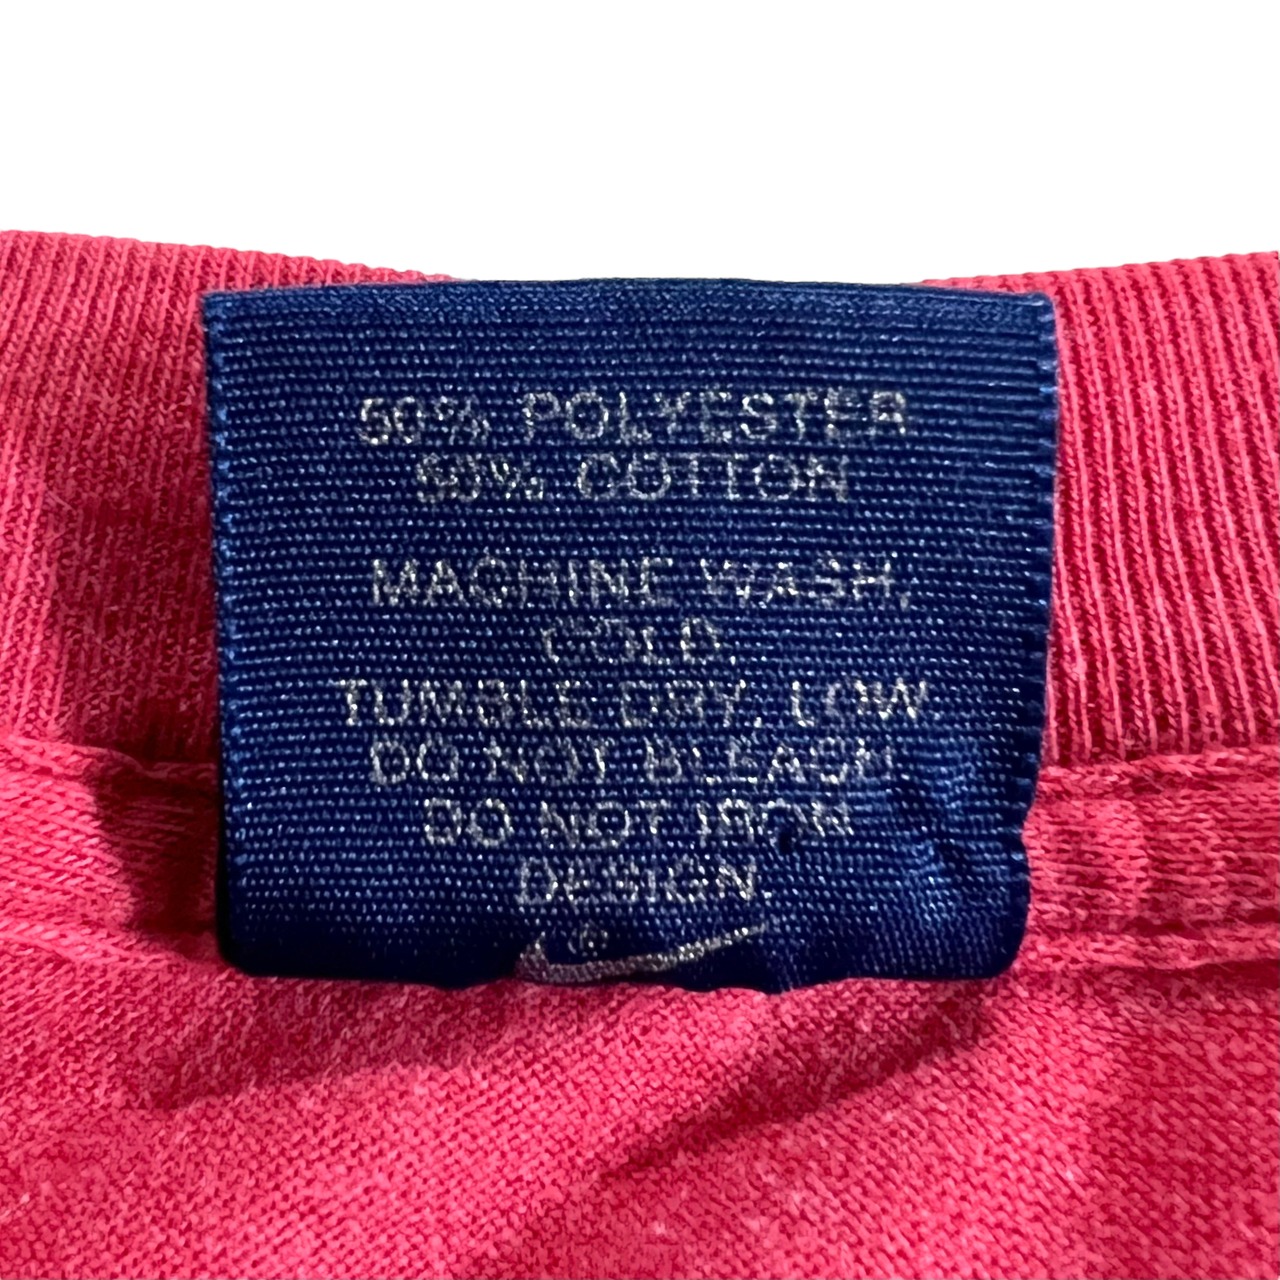 50% POLYESTER
50% COTTON
MACHINE WASH,
COLD
TUMBLE DRY, LOW
DO NOT BLEACH
DO NOT IRON
DESIGN.
®